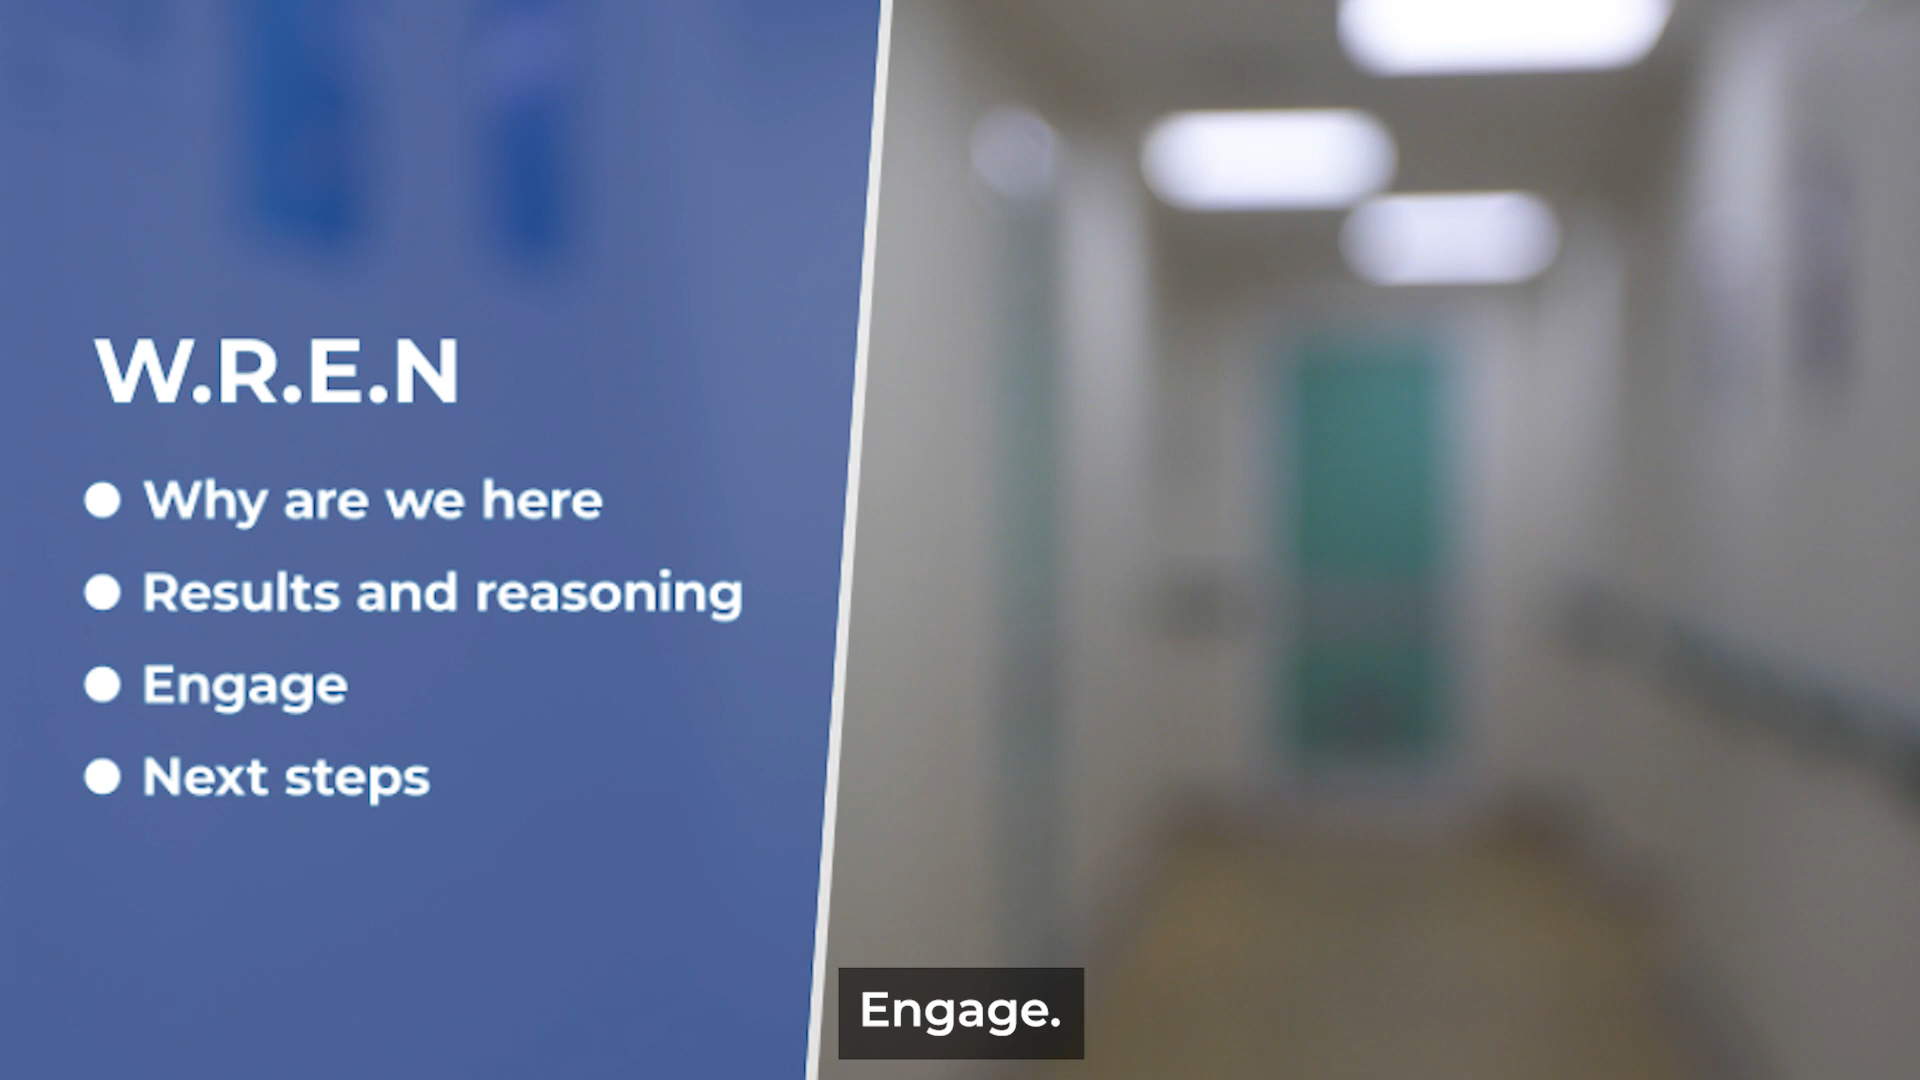 W.R.E.N
Why are we here
Results and reasoning
Engage
Next steps
Engage.